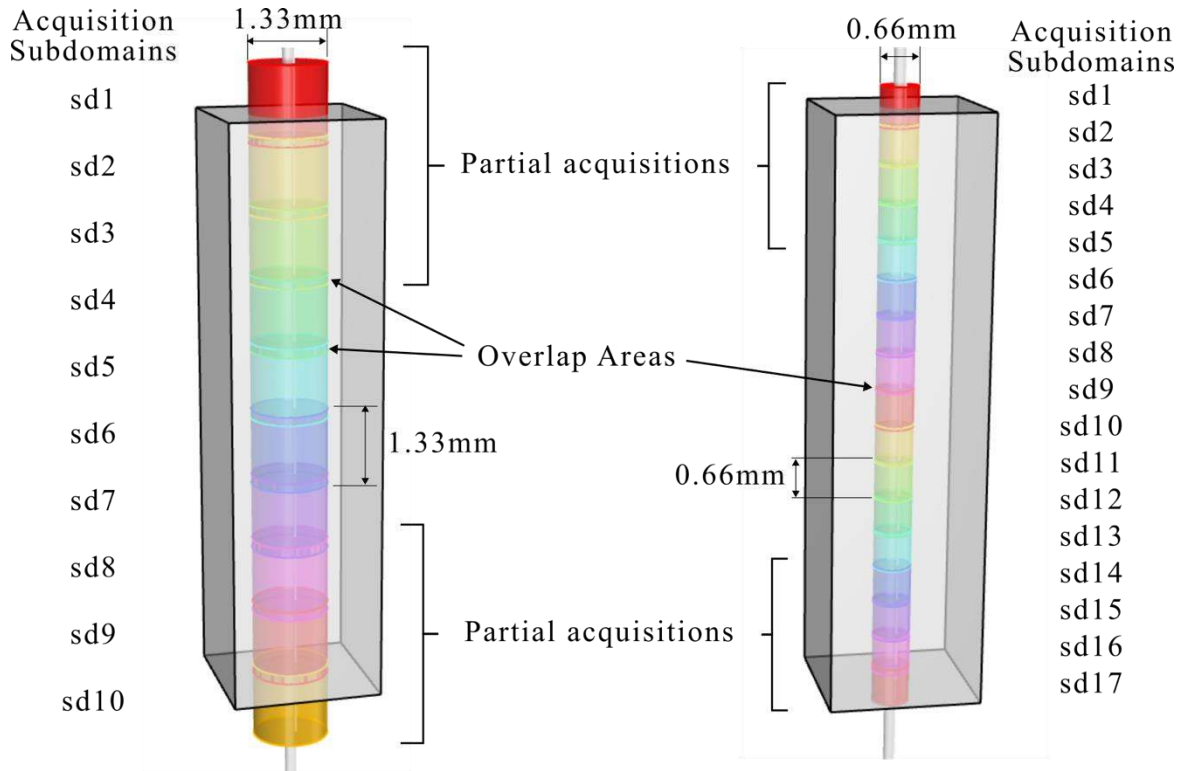 Acquisition
Subdomains
1.33mm
sd1
sd2
sd3
sd4
sd5
sd6
sd7
sd8
sd9
sd10
1.33mm
Partial acquisitions
Overlap Areas
Partial acquisitions
0.66mm
0.66mm
Acquisition
Subdomains
sd1
sd2
sd3
sd4
sd5
sd6
sd7
sd8
sd9
sd10
sd11
sd12
sd13
sd14
sd15
sd16
sd17